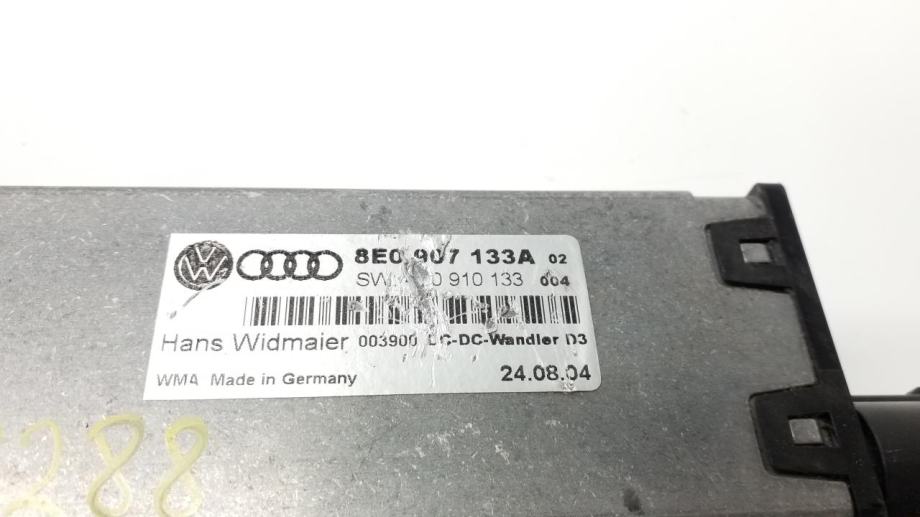 8E0 907 133A 02
910 133 004
Hans Widmaier 003900 DC-DC-Wandler D3
WMA Made in Germany 24.08.04
288